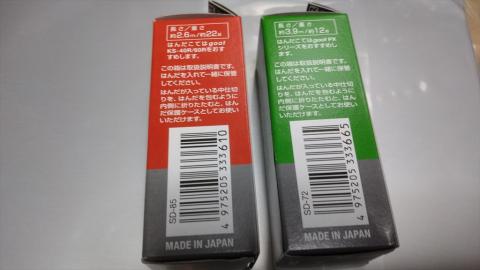 長さ／重さ
約2.6m／約22g
はんだこてはgoot
KS-40R/60Rをおす
すめします。
この箱は取扱説明書です。
はんだを入れて一緒に保管
してください。
はんだが入っている中仕切
りを、はんだを包むように
内側に折りたたむと、はん
だ保護ケースとしてお使い
いただけます。
SD-85
4 975205 333610
MADE IN JAPAN
長さ／重さ
約3.9m／約12g
はんだこてはgoot PX
シリーズをおすすめしま
す。
この箱は取扱説明書です。
はんだを入れて一緒に保管
してください。
はんだが入っている中仕切
りを、はんだを包むように
内側に折りたたむと、はん
だ保護ケースとしてお使い
いただけます。
SD-72
4 975205 333665
MADE IN JAPAN